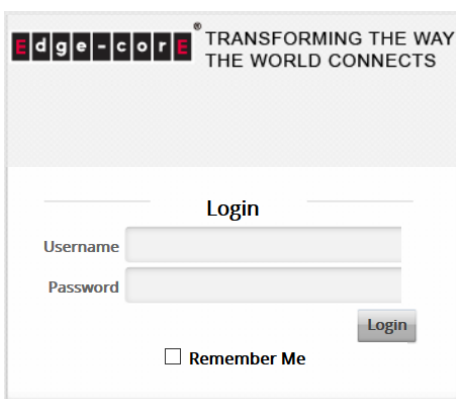 Edge-corE® TRANSFORMING THE WAY
THE WORLD CONNECTS
Login
Username
Password
Login
Remember Me